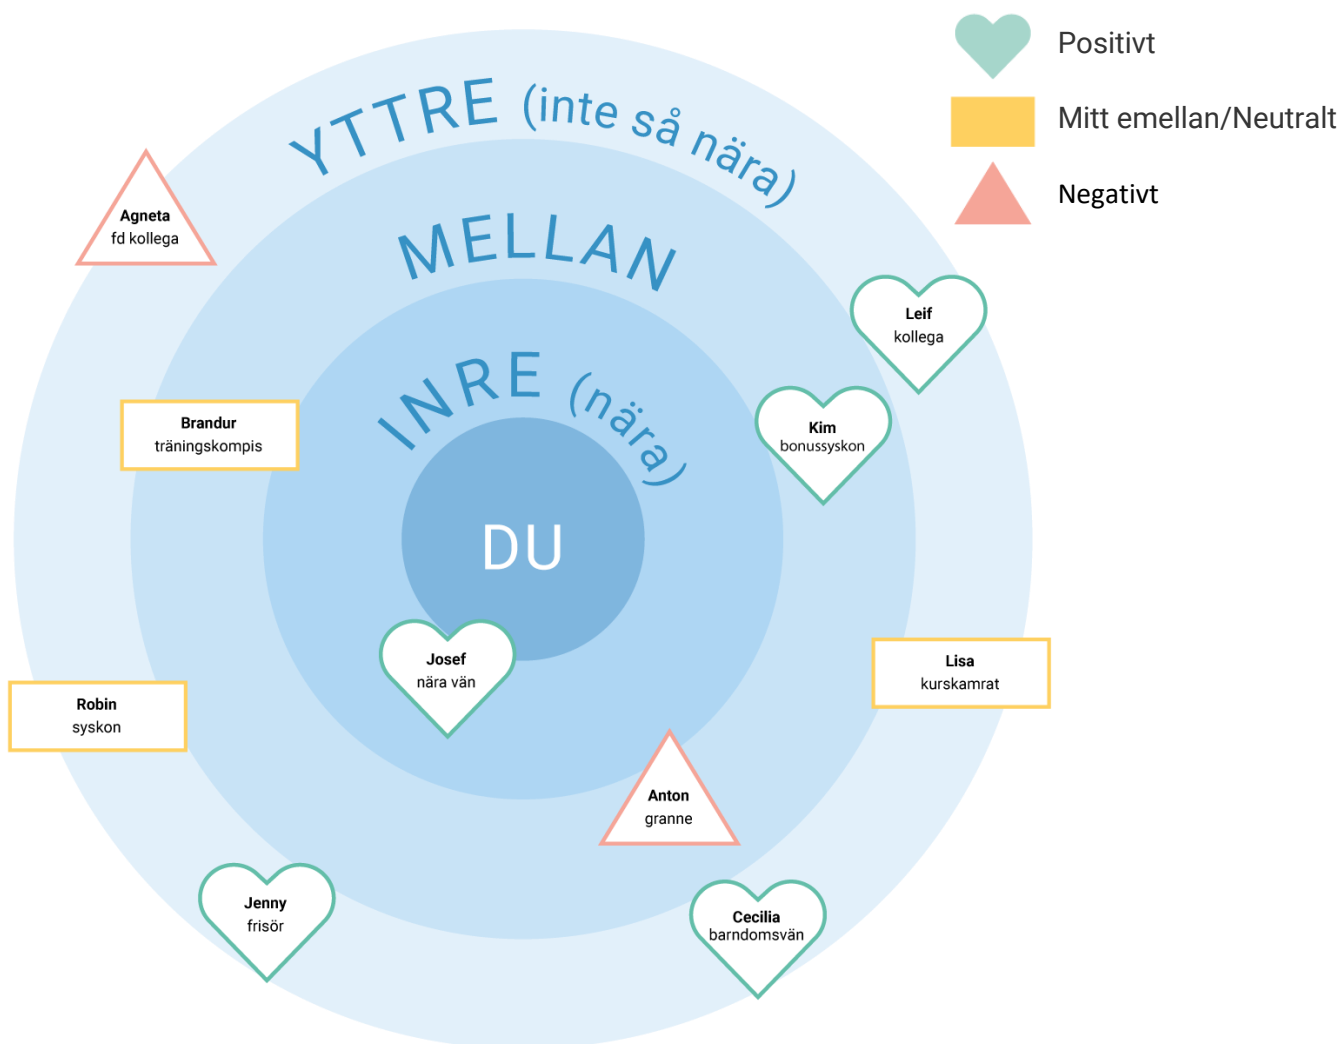 Positivt
Mitt emellan/Neutralt
Negativt
YTTRE (inte så nära)
MELLAN
INRE (nära)
DU
Agneta
fd kollega
Leif
kollega
Brandur
träningskompis
Kim
bonussyskon
Josef
nära vän
Lisa
kurskamrat
Robin
syskon
Anton
granne
Jenny
frisör
Cecilia
barndomsvän